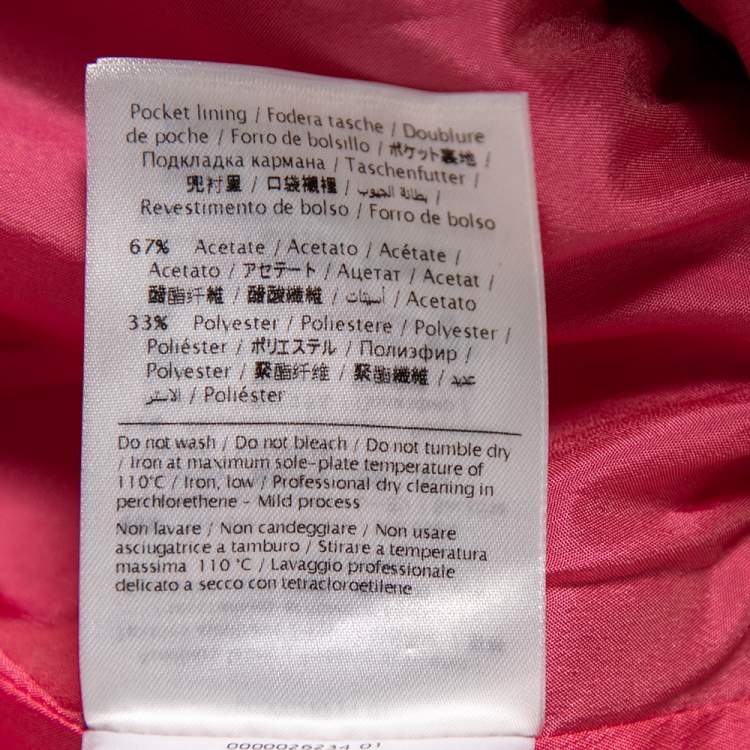 Pocket lining / Fodera tasche / Doublure
de poche / Forro de bolsillo / ポケット裏地 /
Подкладка кармана / Taschenfutter /
兜衬里 / 口袋襯裡 / بطانة الجيوب /
Revestimento de bolso / Forro de bolso
67% Acetate / Acetato / Acétate /
Acetato / アセテート / Ацетат / Acetat /
醋酯纤维 / 醋酸纖維 / أسيتات / Acetato
33% Polyester / Poliestere / Polyester /
Poliéster / ポリエステル / Полиэфир /
Polyester / 聚酯纤维 / 聚酯纖維 / عديد
الاستر / Poliéster
Do not wash / Do not bleach / Do not tumble dry
/ Iron at maximum sole-plate temperature of
110°C / Iron, low / Professional dry cleaning in
perchlorethene - Mild process
Non lavare / Non candeggiare / Non usare
asciugatrice a tamburo / Stirare a temperatura
massima 110 °C / Lavaggio professionale
delicato a secco con tetracloroetilene
0000026234 01